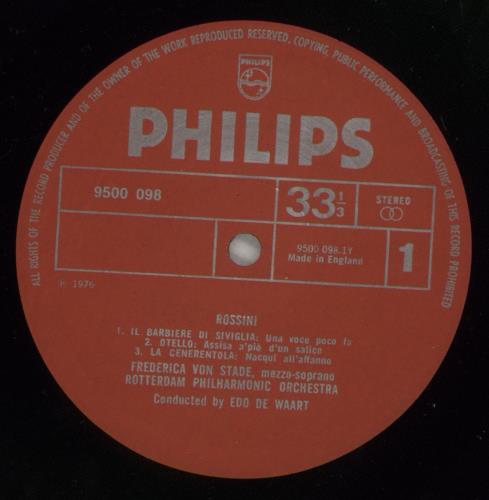 ALL RIGHTS OF THE RECORD PRODUCER AND OF THE OWNER OF THE WORK REPRODUCED RESERVED. COPYING, PUBLIC PERFORMANCE AND BROADCASTING OF THIS RECORD PROHIBITED
PHILIPS
PHILIPS
9500 098
33 1/3
STEREO
9500 098.1Y
Made in England
1
℗ 1976
ROSSINI
1. IL BARBIERE DI SIVIGLIA: Una voce poco fa
2. OTELLO: Assisa a'piè d'un salice
3. LA CENERENTOLA: Nacqui all'affanno
FREDERICA VON STADE, mezzo-soprano
ROTTERDAM PHILHARMONIC ORCHESTRA
Conducted by EDO DE WAART